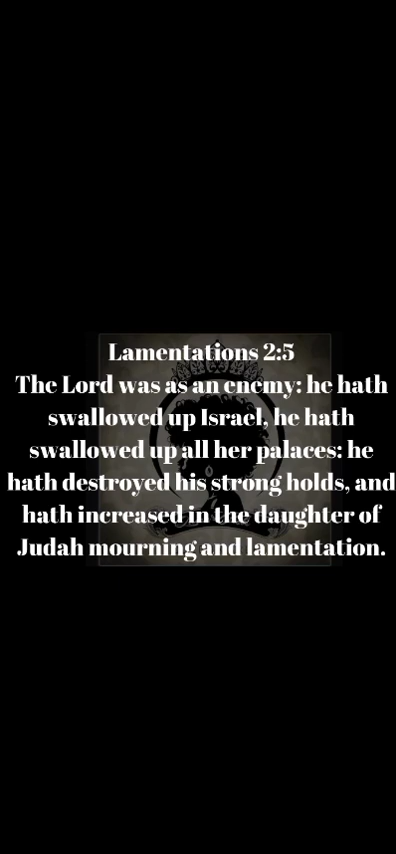 Lamentations 2:5
The Lord was as an enemy: he hath
swallowed up Israel, he hath
swallowed up all her palaces: he
hath destroyed his strong holds, and
hath increased in the daughter of
Judah mourning and lamentation.